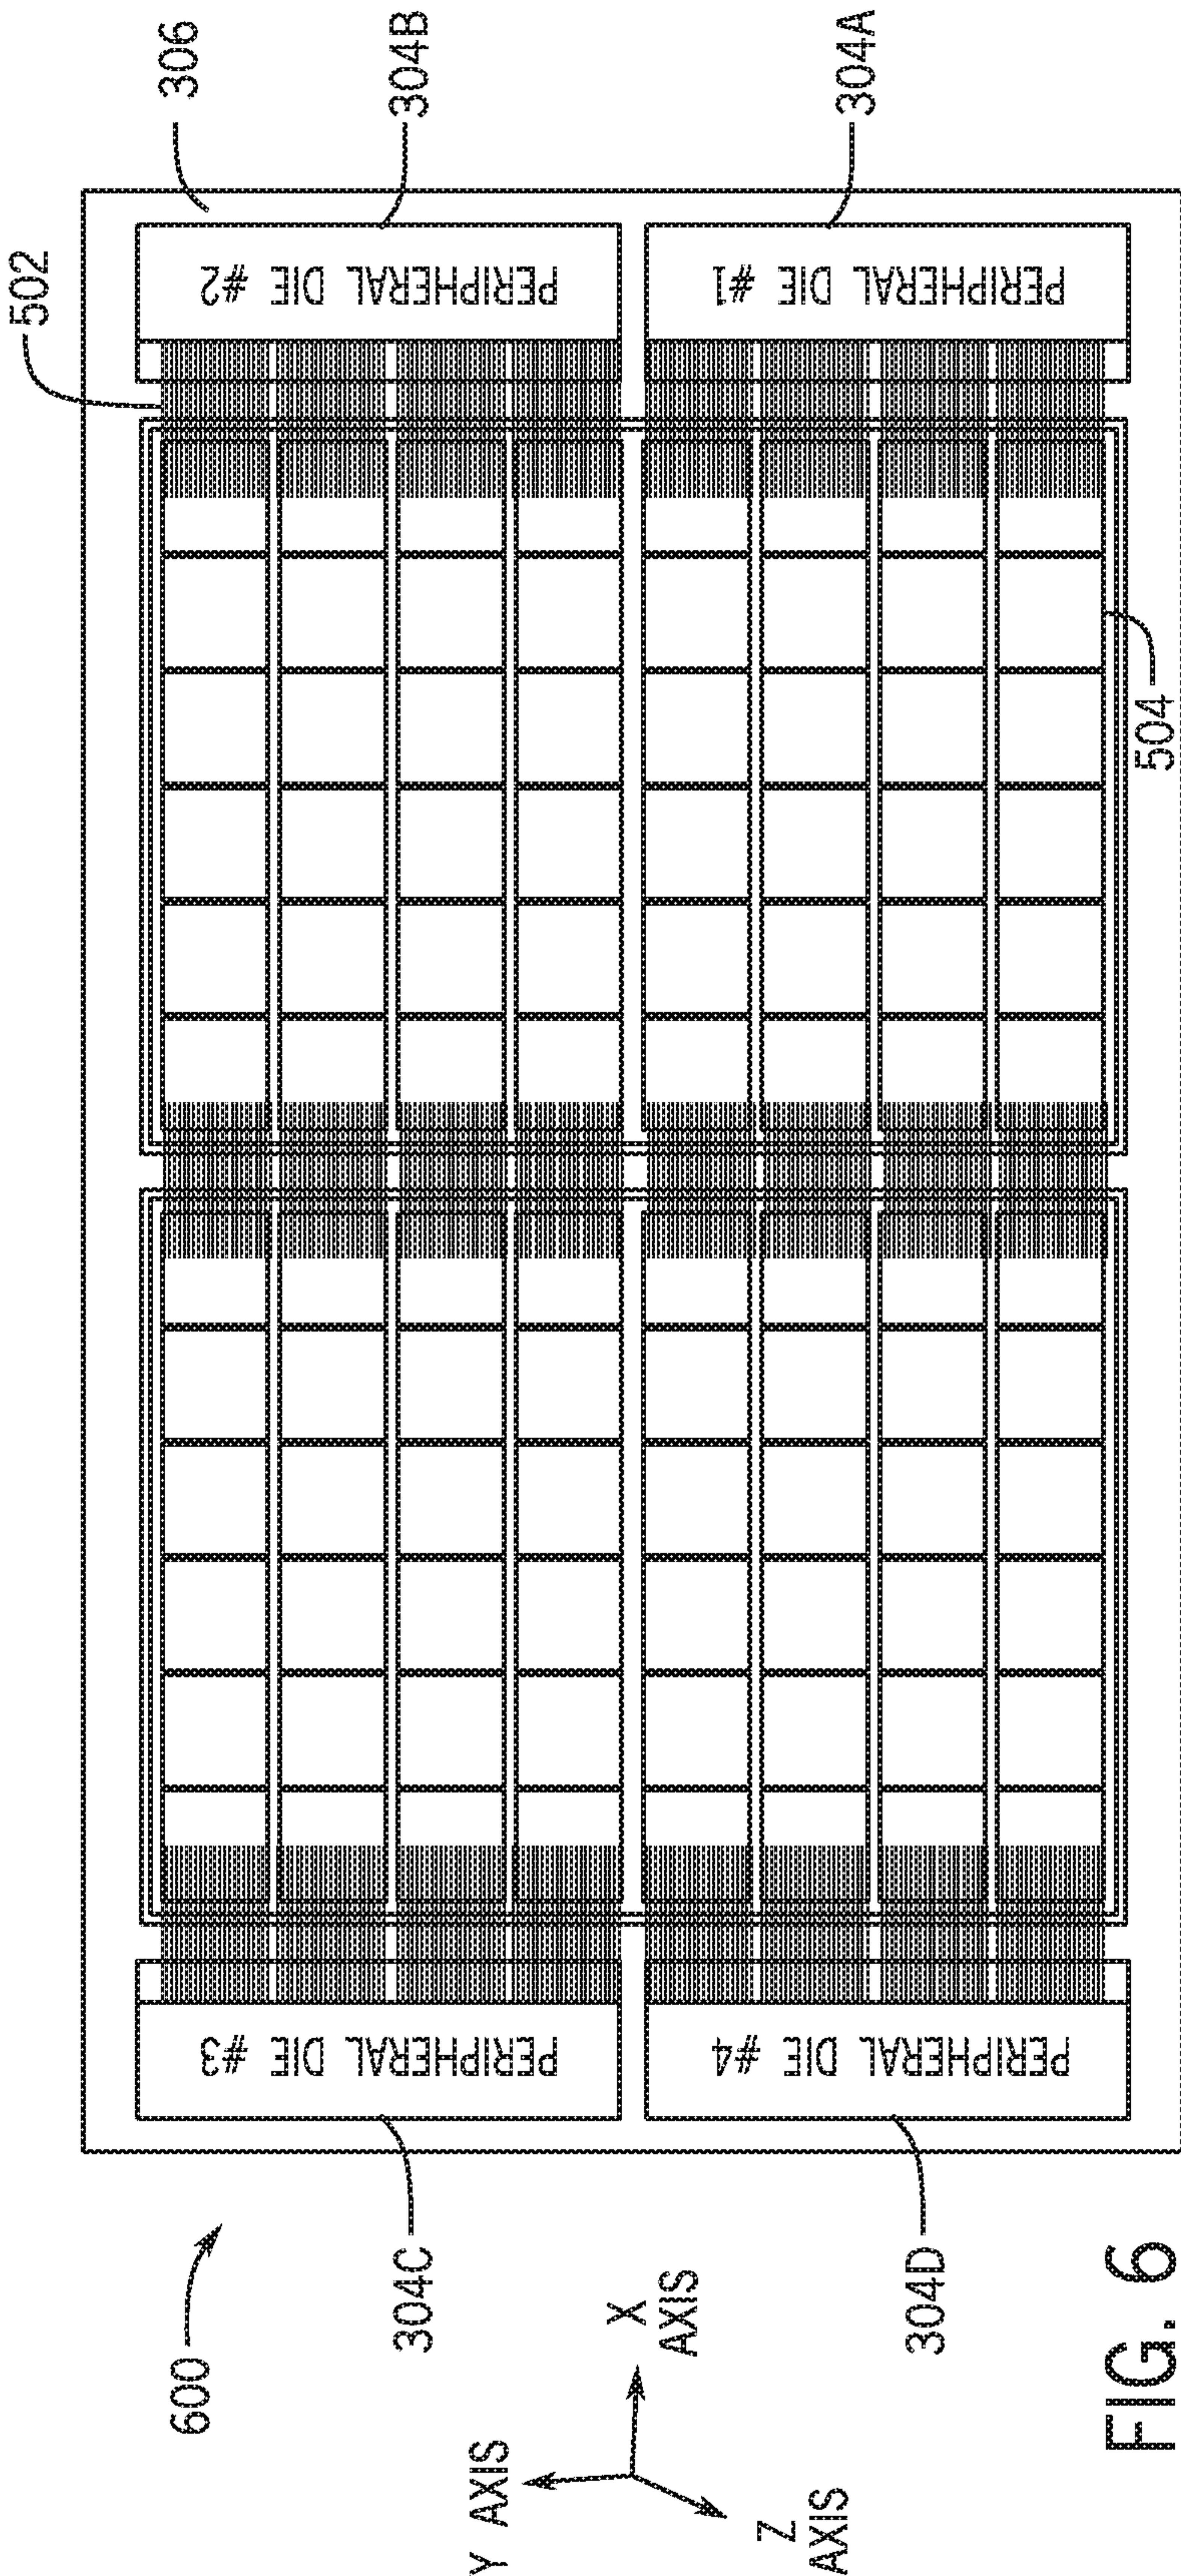 306
304B
304A
502
PERIPHERAL DIE #2
PERIPHERAL DIE #1
504
PERIPHERAL DIE #3
PERIPHERAL DIE #4
600
304C
304D
X
AXIS
Y AXIS
Z
AXIS
FIG. 6